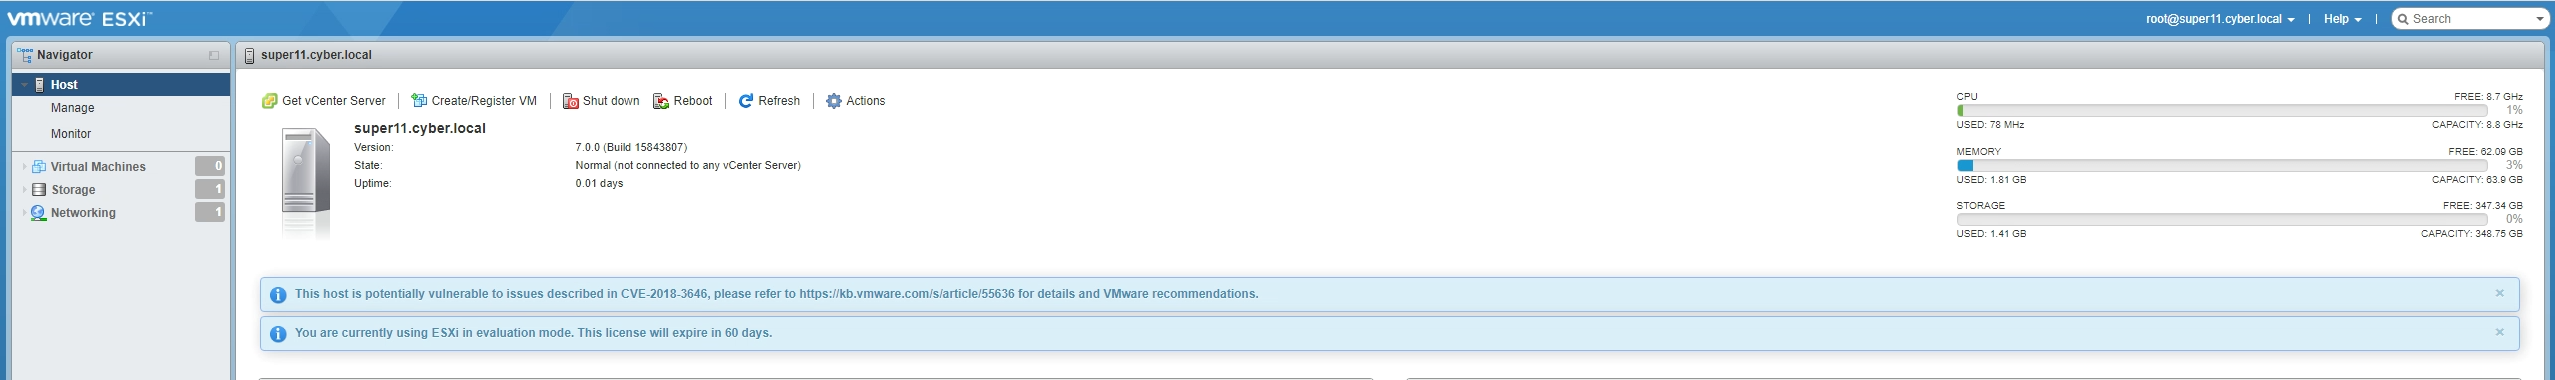 vmware ESXi™
root@super11.cyber.local | Help | Search
Navigator
Host
Manage
Monitor
Virtual Machines 0
Storage 1
Networking 1
super11.cyber.local
Get vCenter Server | Create/Register VM | Shut down Reboot | Refresh | Actions
super11.cyber.local
Version: 7.0.0 (Build 15843807)
State: Normal (not connected to any vCenter Server)
Uptime: 0.01 days
CPU FREE: 8.7 GHz
1%
USED: 78 MHz CAPACITY: 8.8 GHz
MEMORY FREE: 62.09 GB
3%
USED: 1.81 GB CAPACITY: 63.9 GB
STORAGE FREE: 347.34 GB
0%
USED: 1.41 GB CAPACITY: 348.75 GB
This host is potentially vulnerable to issues described in CVE-2018-3646, please refer to https://kb.vmware.com/s/article/55636 for details and VMware recommendations.
You are currently using ESXi in evaluation mode. This license will expire in 60 days.